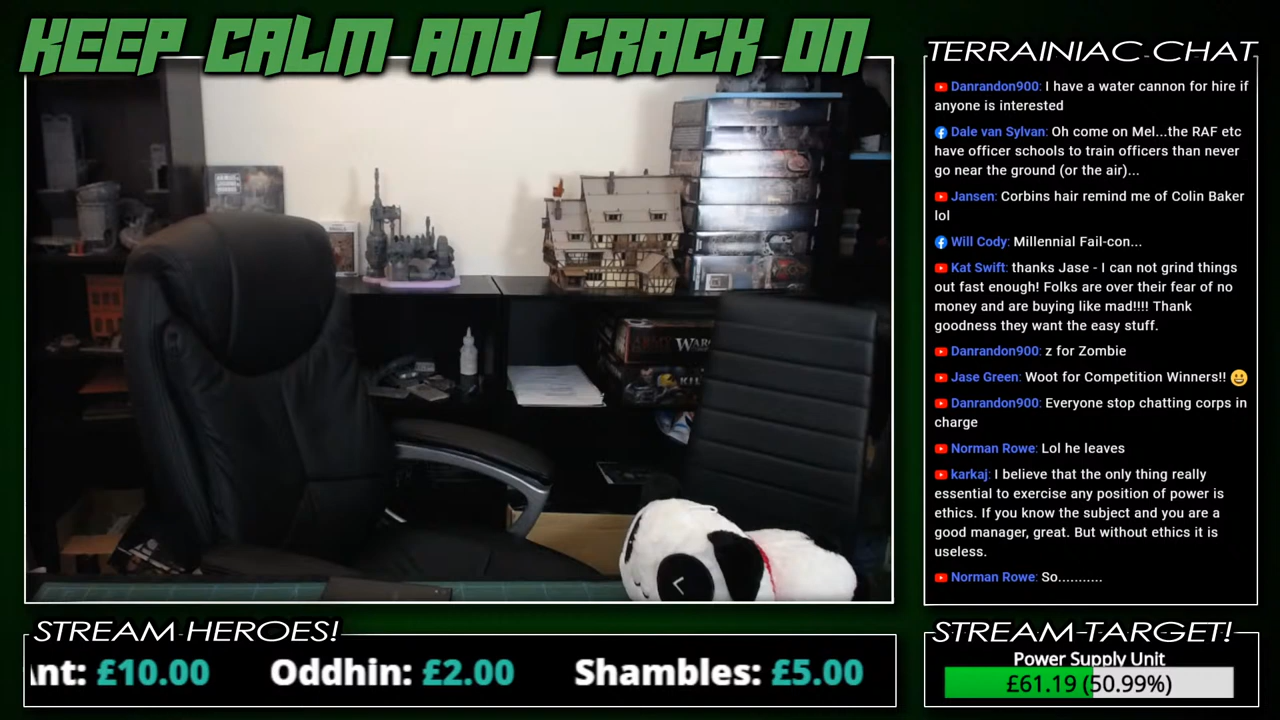 KEEP CALM AND CRACK ON
TERRAINIAC CHAT
Danrandon900: I have a water cannon for hire if
anyone is interested
Dale van Sylvan: Oh come on Mel...the RAF etc
have officer schools to train officers than never
go near the ground (or the air)...
Jansen: Corbins hair remind me of Colin Baker
lol
Will Cody: Millennial Fail-con...
Kat Swift: thanks Jase - I can not grind things
out fast enough! Folks are over their fear of no
money and are buying like mad!!!! Thank
goodness they want the easy stuff.
Danrandon900: z for Zombie
Jase Green: Woot for Competition Winners!! 😀
Danrandon900: Everyone stop chatting corps in
charge
Norman Rowe: Lol he leaves
karkaj: I believe that the only thing really
essential to exercise any position of power is
ethics. If you know the subject and you are a
good manager, great. But without ethics it is
useless.
Norman Rowe: So...........
STREAM HEROES!
Ant: £10.00 Oddhin: £2.00 Shambles: £5.00
STREAM TARGET!
Power Supply Unit
£61.19 (50.99%)